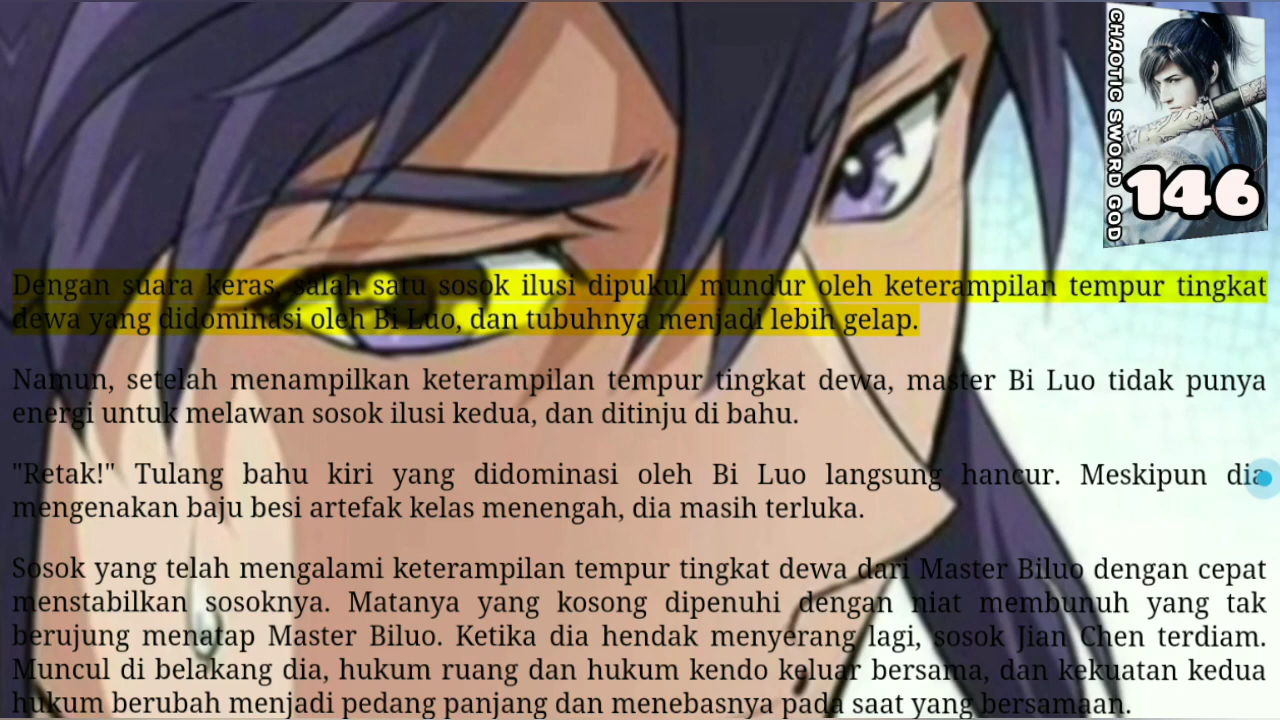 CHAOTIC SWORD GOD
146
Dengan suara keras, salah satu sosok ilusi dipukul mundur oleh keterampilan tempur tingkat
dewa yang didominasi oleh Bi Luo, dan tubuhnya menjadi lebih gelap.
Namun, setelah menampilkan keterampilan tempur tingkat dewa, master Bi Luo tidak punya
energi untuk melawan sosok ilusi kedua, dan ditinju di bahu.
"Retak!" Tulang bahu kiri yang didominasi oleh Bi Luo langsung hancur. Meskipun dia
mengenakan baju besi artefak kelas menengah, dia masih terluka.
Sosok yang telah mengalami keterampilan tempur tingkat dewa dari Master Biluo dengan cepat
menstabilkan sosoknya. Matanya yang kosong dipenuhi dengan niat membunuh yang tak
berujung menatap Master Biluo. Ketika dia hendak menyerang lagi, sosok Jian Chen terdiam.
Muncul di belakang dia, hukum ruang dan hukum kendo keluar bersama, dan kekuatan kedua
hukum berubah menjadi pedang panjang dan menebasnya pada saat yang bersamaan.